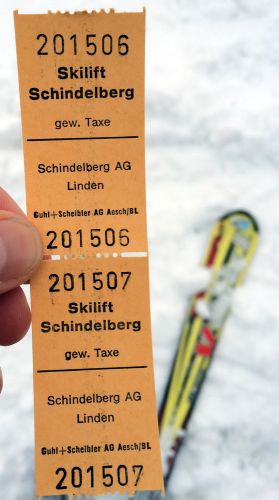 201506
Skilift
Schindelberg
gew. Taxe
Schindelberg AG
Linden
Guhl+Scheibler AG Aesch/BL
201506
201507
Skilift
Schindelberg
gew. Taxe
Schindelberg AG
Linden
Guhl+Scheibler AG Aesch/BL
201507